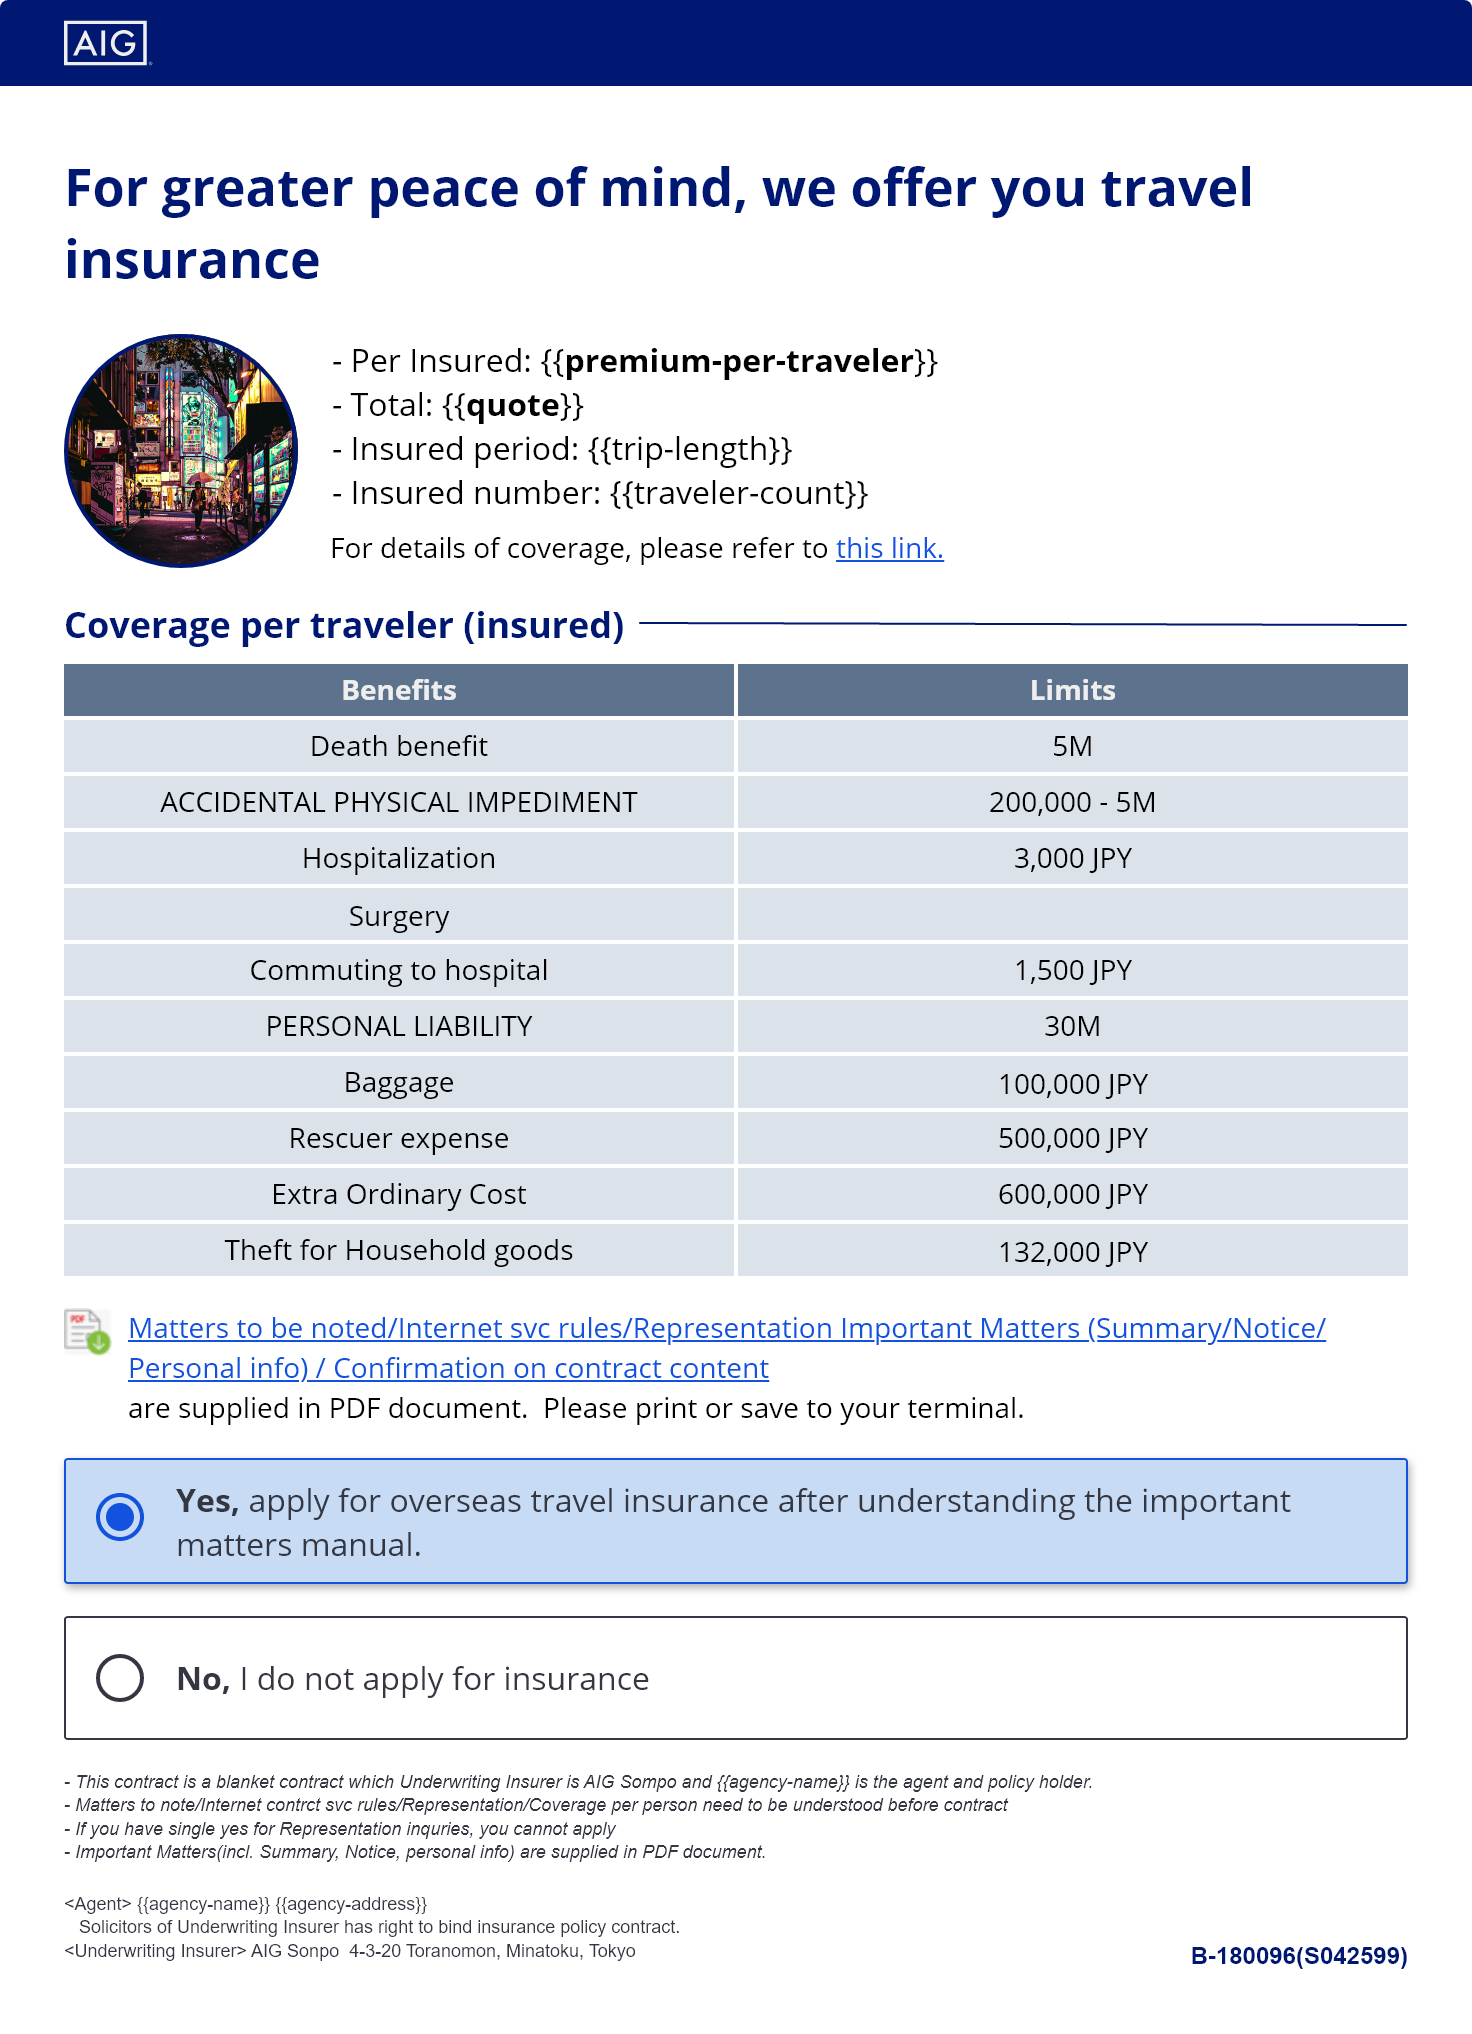 AIG
For greater peace of mind, we offer you travel
insurance
- Per Insured: {{premium-per-traveler}}
- Total: {{quote}}
- Insured period: {{trip-length}}
- Insured number: {{traveler-count}}
For details of coverage, please refer to this link.
Coverage per traveler (insured)
Benefits Limits
Death benefit 5M
ACCIDENTAL PHYSICAL IMPEDIMENT 200,000 - 5M
Hospitalization 3,000 JPY
Surgery
Commuting to hospital 1,500 JPY
PERSONAL LIABILITY 30M
Baggage 100,000 JPY
Rescuer expense 500,000 JPY
Extra Ordinary Cost 600,000 JPY
Theft for Household goods 132,000 JPY
PDF
Matters to be noted/Internet svc rules/Representation Important Matters (Summary/Notice/
Personal info) / Confirmation on contract content
are supplied in PDF document.  Please print or save to your terminal.
Yes, apply for overseas travel insurance after understanding the important
matters manual.
No, I do not apply for insurance
- This contract is a blanket contract which Underwriting Insurer is AIG Sompo and {{agency-name}} is the agent and policy holder.
- Matters to note/Internet contrct svc rules/Representation/Coverage per person need to be understood before contract
- If you have single yes for Representation inquries, you cannot apply
- Important Matters(incl. Summary, Notice, personal info) are supplied in PDF document.
<Agent> {{agency-name}} {{agency-address}}
Solicitors of Underwriting Insurer has right to bind insurance policy contract.
<Underwriting Insurer> AIG Sonpo  4-3-20 Toranomon, Minatoku, Tokyo
B-180096(S042599)